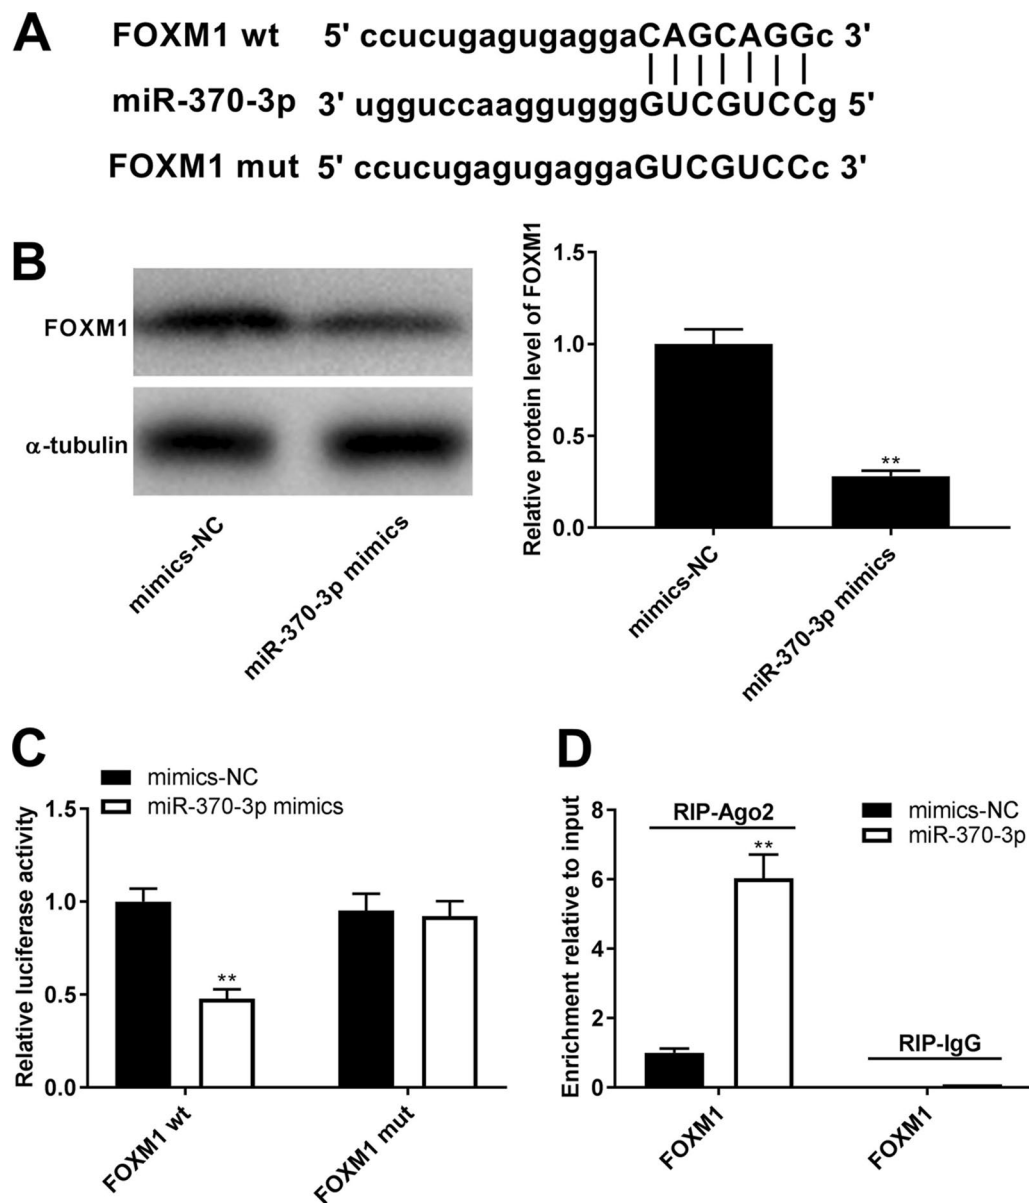 A
FOXM1 wt 5' ccucugagugaggaCAGCAGGc 3'
miR-370-3p 3' ugguccaagguggGUCGUCCg 5'
FOXM1 mut 5' ccucugagugaggaGUCGUCCc 3'
B
FOXM1
α-tubulin
mimics-NC
miR-370-3p mimics
Relative protein level of FOXM1
1.5
1.0
0.5
0.0
**
mimics-NC
miR-370-3p mimics
C
mimics-NC
miR-370-3p mimics
Relative luciferase activity
1.5
1.0
0.5
0.0
**
FOXM1 wt
FOXM1 mut
D
mimics-NC
miR-370-3p
Enrichment relative to input
8
6
4
2
0
RIP-Ago2
**
RIP-IgG
FOXM1
FOXM1